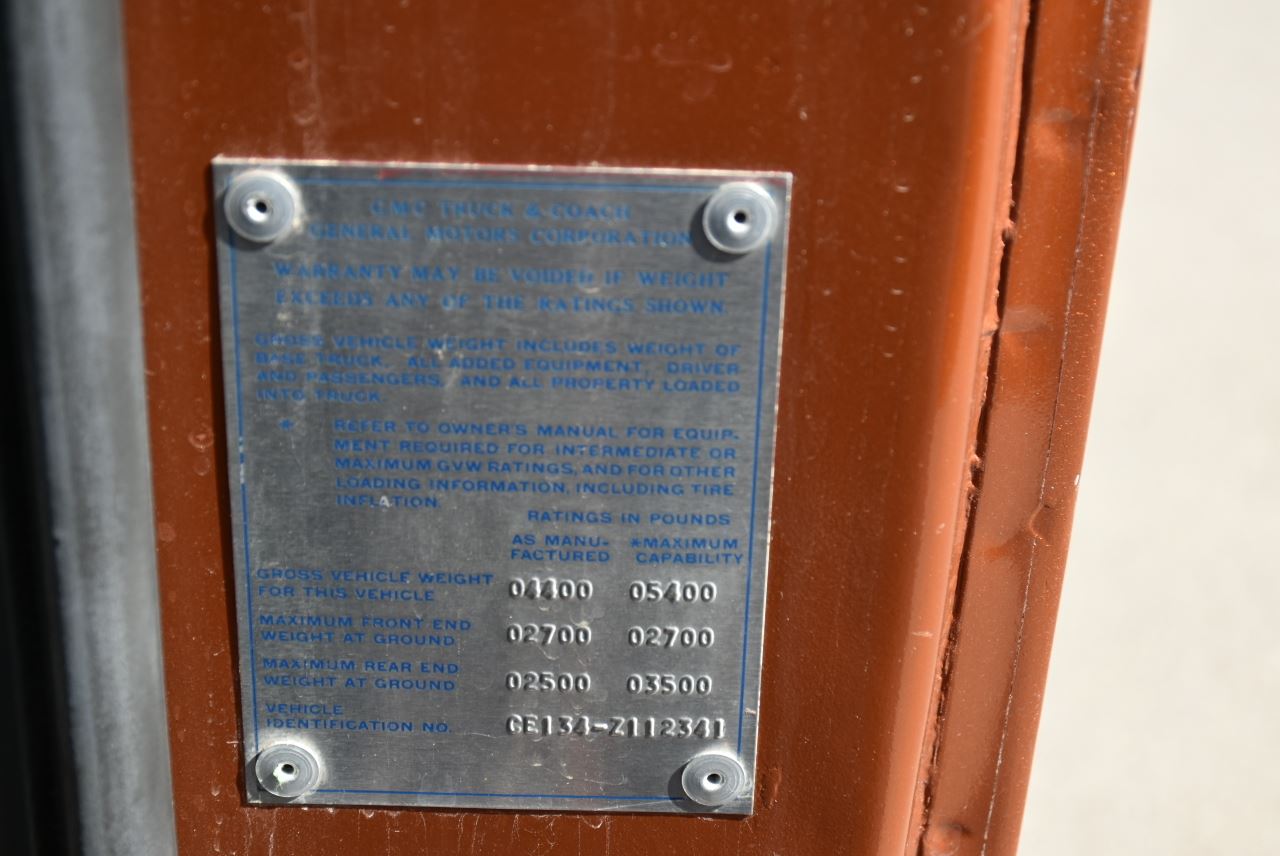 GMC TRUCK & COACH
GENERAL MOTORS CORPORATION
WARRANTY MAY BE VOIDED IF WEIGHT
EXCEEDS ANY OF THE RATINGS SHOWN.
GROSS VEHICLE WEIGHT INCLUDES WEIGHT OF
BASE TRUCK, ALL ADDED EQUIPMENT, DRIVER
AND PASSENGERS, AND ALL PROPERTY LOADED
INTO TRUCK.
* REFER TO OWNER'S MANUAL FOR EQUIP-
MENT REQUIRED FOR INTERMEDIATE OR
MAXIMUM GVW RATINGS, AND FOR OTHER
LOADING INFORMATION, INCLUDING TIRE
INFLATION.
RATINGS IN POUNDS
AS MANU- *MAXIMUM
FACTURED CAPABILITY
GROSS VEHICLE WEIGHT
FOR THIS VEHICLE 04400 05400
MAXIMUM FRONT END
WEIGHT AT GROUND 02700 02700
MAXIMUM REAR END
WEIGHT AT GROUND 02500 03500
VEHICLE
IDENTIFICATION NO. CE134-Z112341